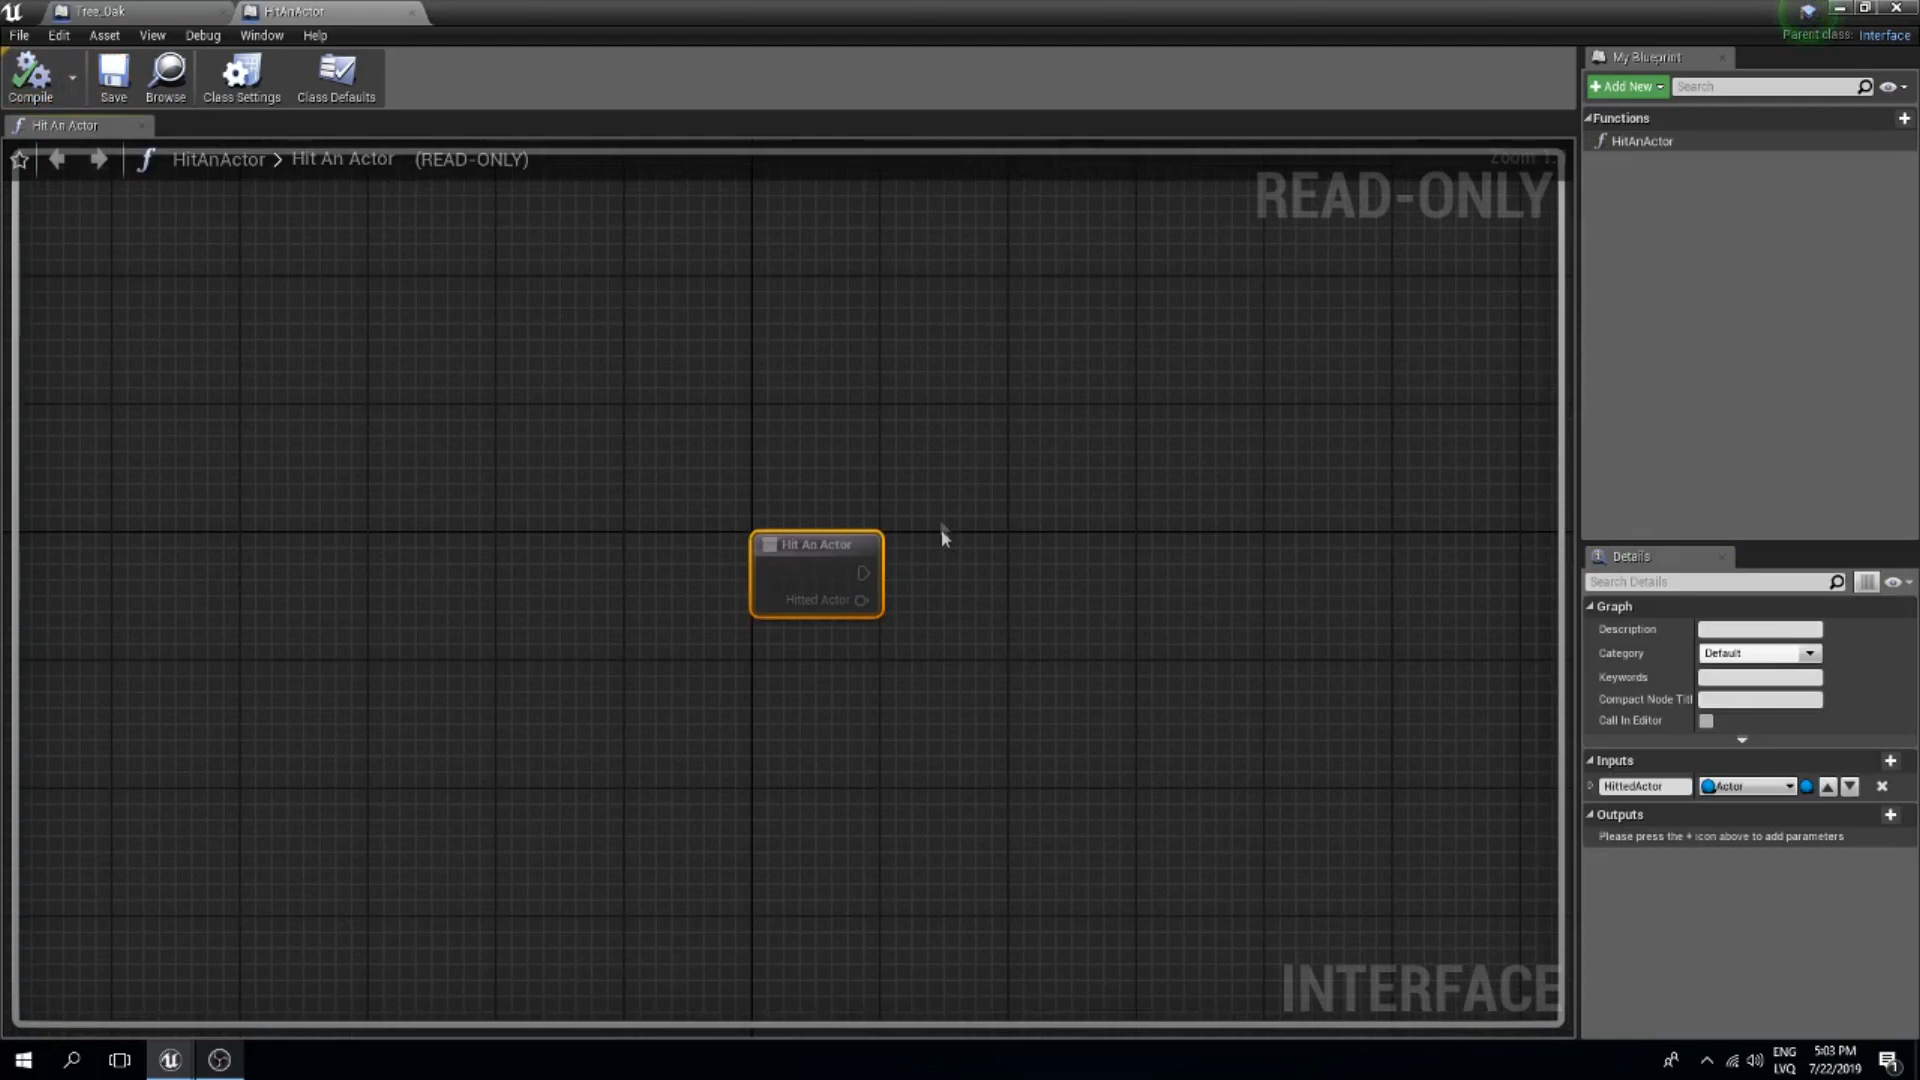 Tree_Oak
HitAnActor
File Edit Asset View Debug Window Help
Parent class: Interface
Compile
Save
Browse
Class Settings
Class Defaults
My Blueprint
Add New
Search
Hit An Actor
Functions
HitAnActor
HitAnActor > Hit An Actor (READ-ONLY)
Zoom 1:
READ-ONLY
Hit An Actor
Hitted Actor
INTERFACE
Details
Search Details
Graph
Description
Category
Default
Keywords
Compact Node Titl
Call In Editor
Inputs
HittedActor
Actor
Outputs
Please press the + icon above to add parameters
ENG
LVQ
5:03 PM
7/22/2019
1